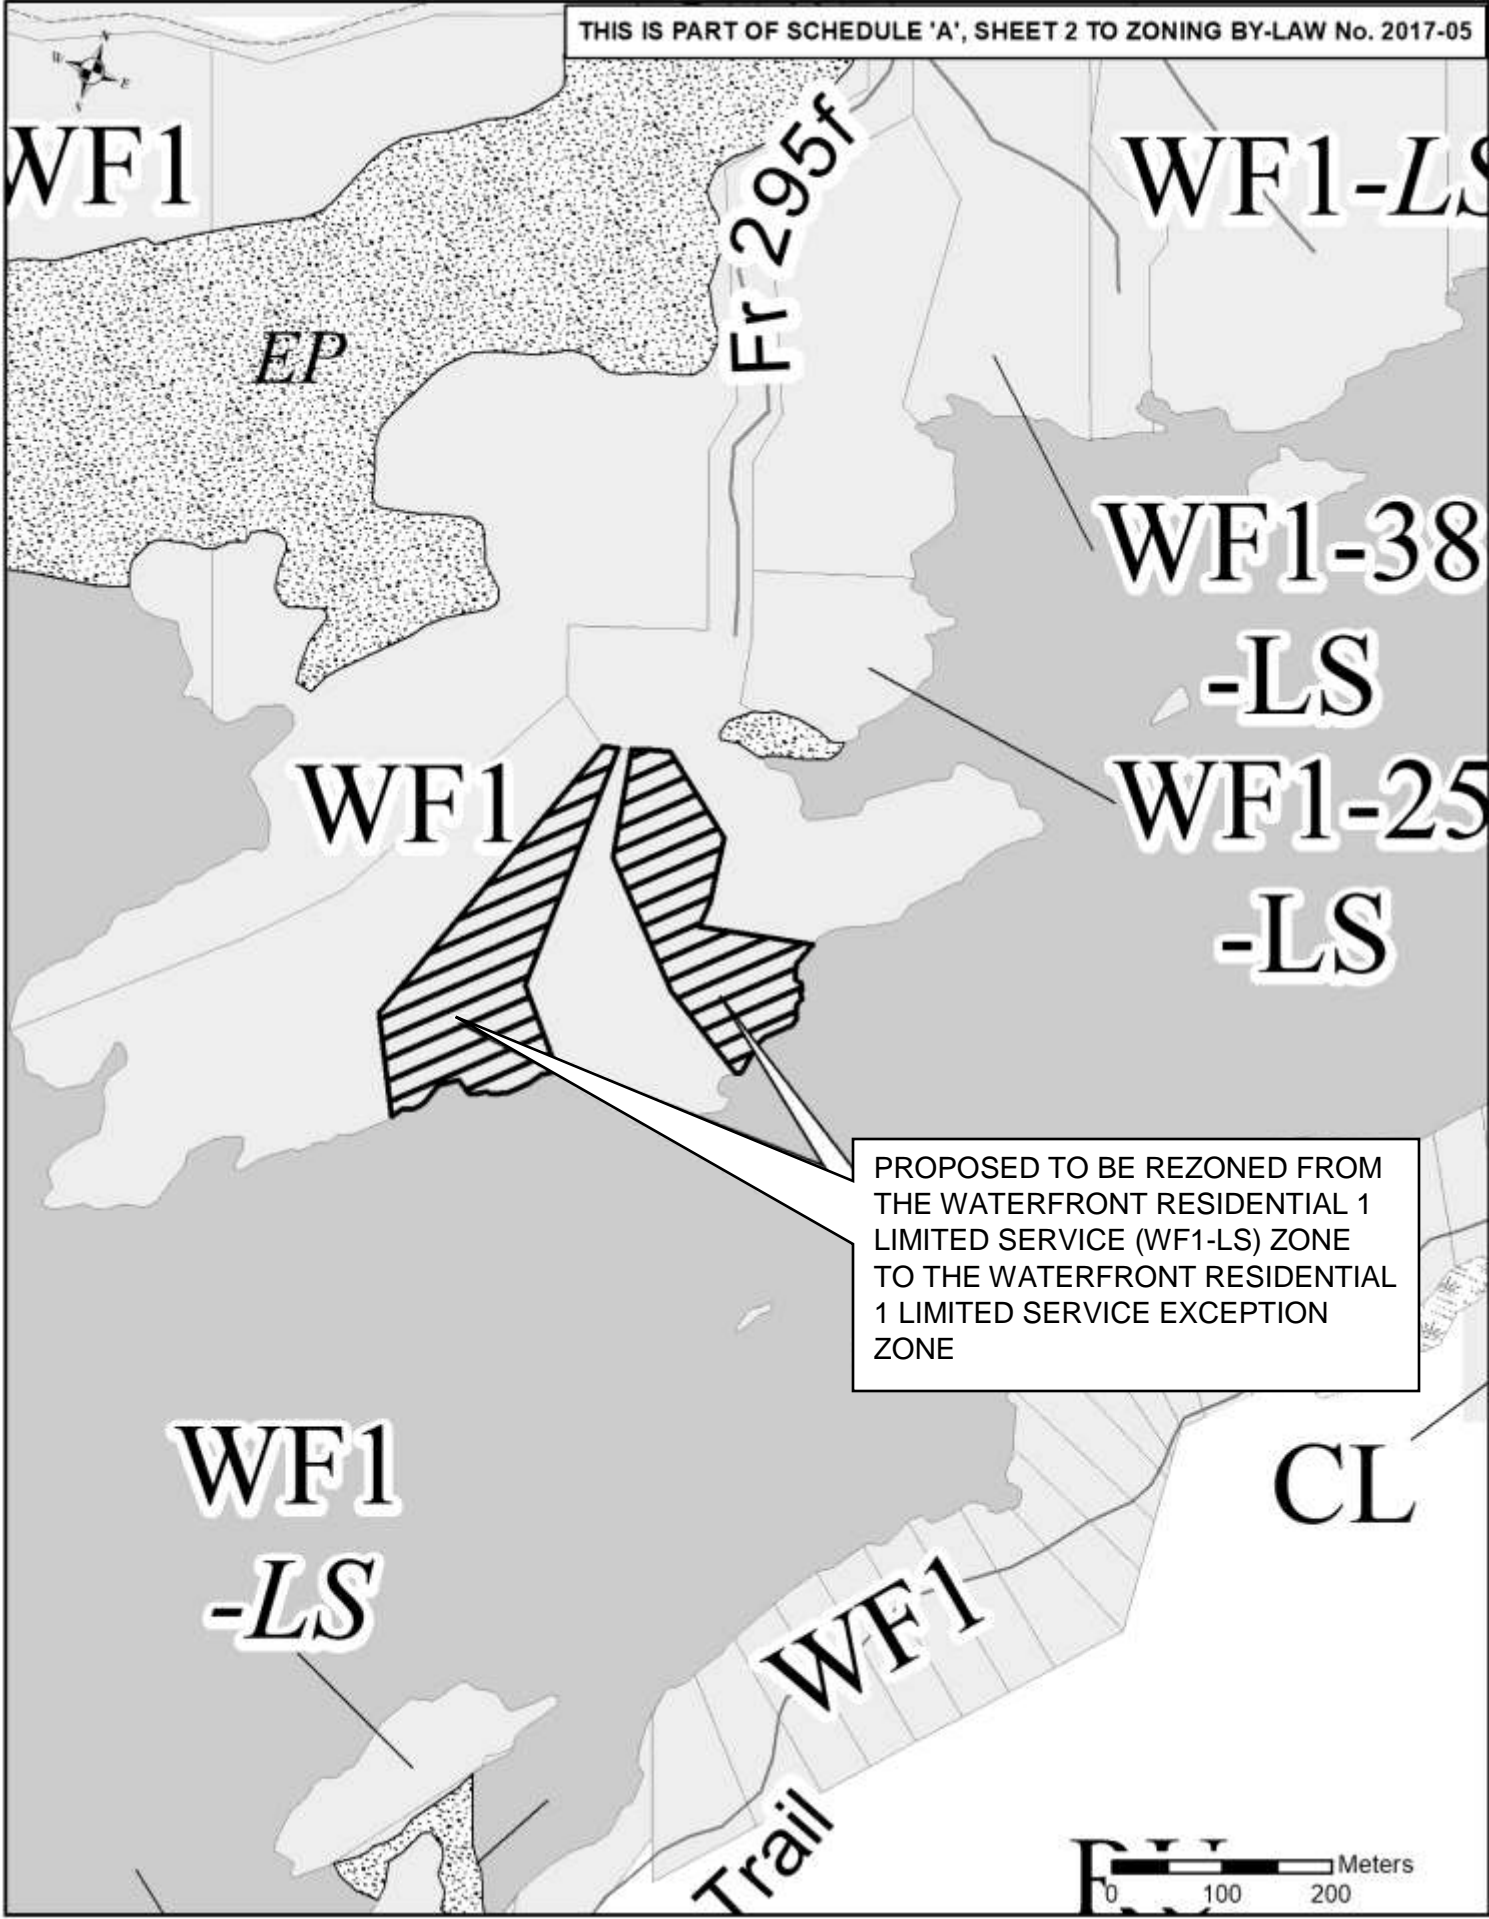 THIS IS PART OF SCHEDULE 'A', SHEET 2 TO ZONING BY-LAW No. 2017-05
N
W
E
S
WF1
Fr 295f
WF1-LS
EP
WF1-38
-LS
WF1
WF1-25
-LS
PROPOSED TO BE REZONED FROM
THE WATERFRONT RESIDENTIAL 1
LIMITED SERVICE (WF1-LS) ZONE
TO THE WATERFRONT RESIDENTIAL
1 LIMITED SERVICE EXCEPTION
ZONE
WF1
-LS
CL
WF1
Trail
Meters
0 100 200